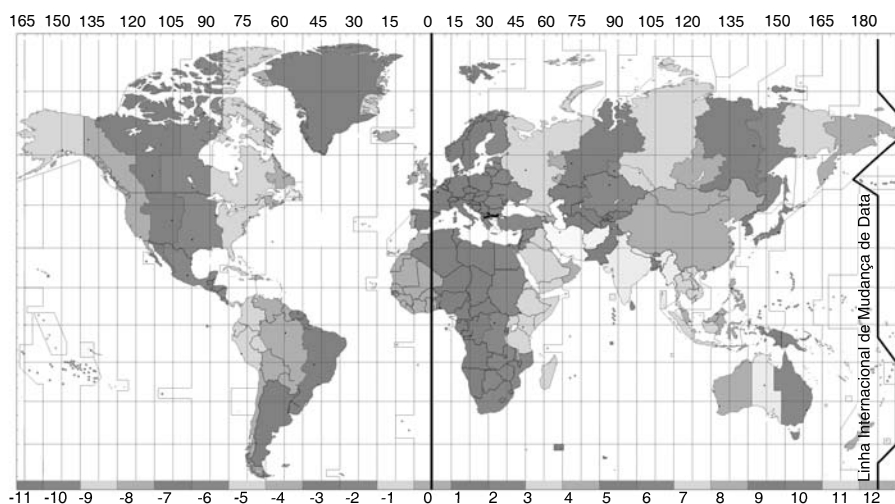 165 150 135 120 105 90 75 60 45 30 15 0 15 30 45 60 75 90 105 120 135 150 165 180
Linha Internacional de Mudança de Data
-11 -10 -9 -8 -7 -6 -5 -4 -3 -2 -1 0 1 2 3 4 5 6 7 8 9 10 11 12